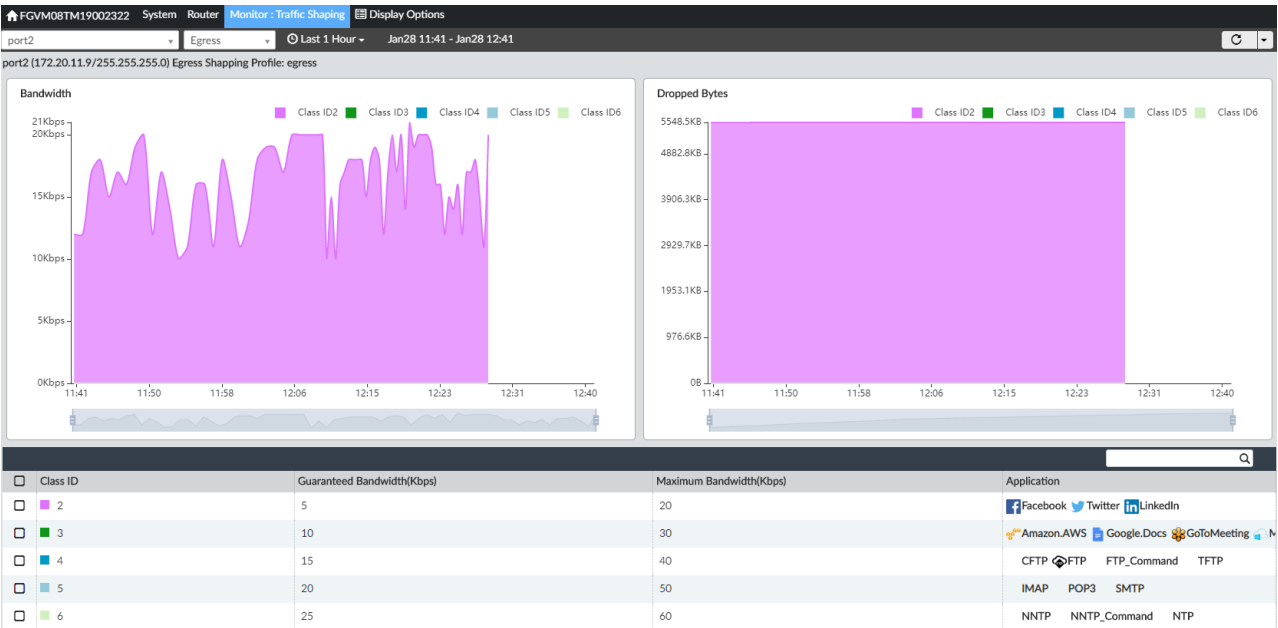 FGVM08TM19002322 System Router Monitor : Traffic Shaping Display Options
port2 Egress Last 1 Hour Jan28 11:41 - Jan28 12:41
port2 (172.20.11.9/255.255.255.0) Egress Shapping Profile: egress
Bandwidth
Class ID2 Class ID3 Class ID4 Class ID5 Class ID6
21Kbps
20Kbps
15Kbps
10Kbps
5Kbps
0Kbps
11:41 11:50 11:58 12:06 12:15 12:23 12:31 12:40
Dropped Bytes
Class ID2 Class ID3 Class ID4 Class ID5 Class ID6
5548.5KB
4882.8KB
3906.3KB
2929.7KB
1953.1KB
976.6KB
0B
11:41 11:50 11:58 12:06 12:15 12:23 12:31 12:40
Class ID Guaranteed Bandwidth(Kbps) Maximum Bandwidth(Kbps) Application
2 5 20 Facebook Twitter LinkedIn
3 10 30 Amazon.AWS Google.Docs GoToMeeting
4 15 40 CFTP FTP FTP_Command TFTP
5 20 50 IMAP POP3 SMTP
6 25 60 NNTP NNTP_Command NTP